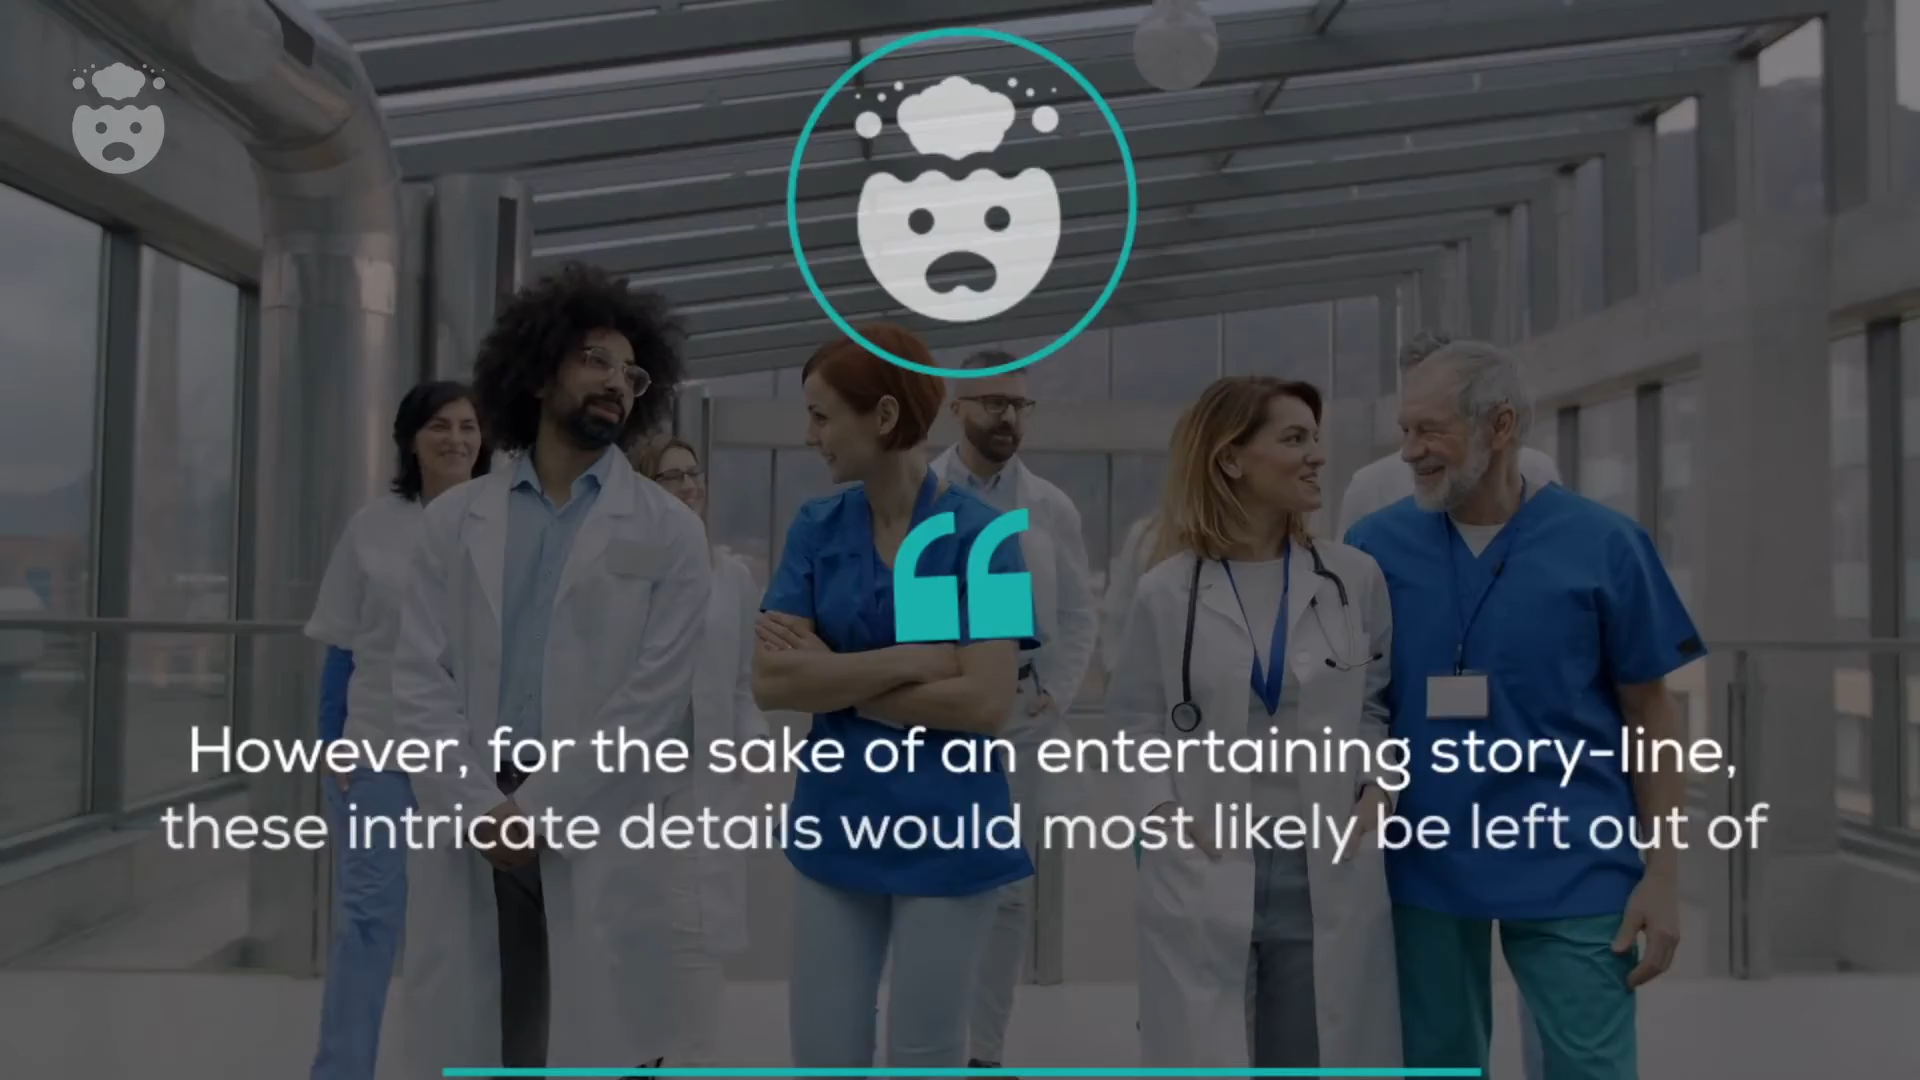 However, for the sake of an entertaining story-line,
these intricate details would most likely be left out of